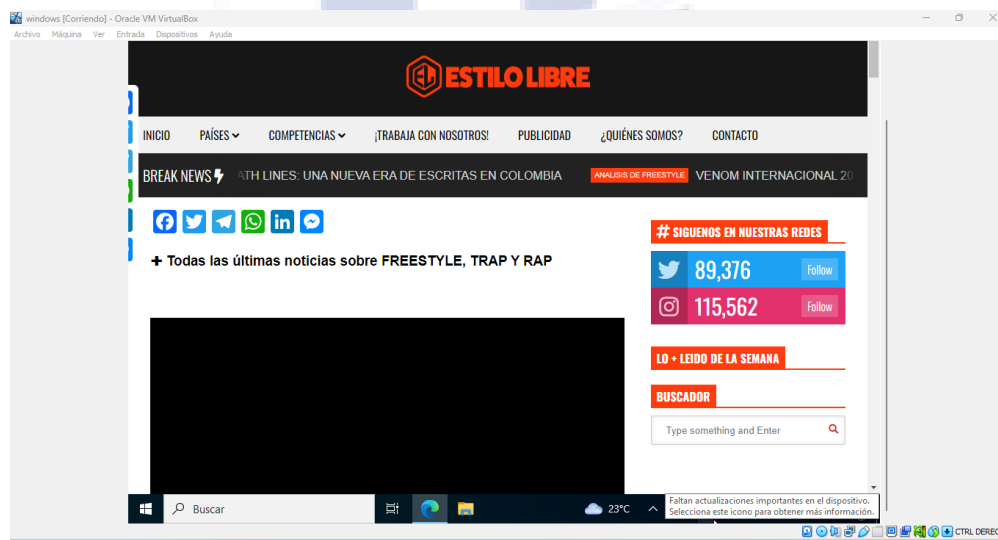 windows [Corriendo] - Oracle VM VirtualBox
Archivo Máquina Ver Entrada Dispositivos Ayuda
EL ESTILO LIBRE
INICIO PAÍSES COMPETENCIAS ¡TRABAJA CON NOSOTROS! PUBLICIDAD ¿QUIÉNES SOMOS? CONTACTO
BREAK NEWS ATH LINES: UNA NUEVA ERA DE ESCRITAS EN COLOMBIA ANALISIS DE FREESTYLE VENOM INTERNACIONAL 20
# SIGUENOS EN NUESTRAS REDES
+ Todas las últimas noticias sobre FREESTYLE, TRAP Y RAP
89,376 Follow
115,562 Follow
LO + LEIDO DE LA SEMANA
BUSCADOR
Type something and Enter
Faltan actualizaciones importantes en el dispositivo.
Selecciona este icono para obtener más información.
Buscar 23°C
CTRL DEREC